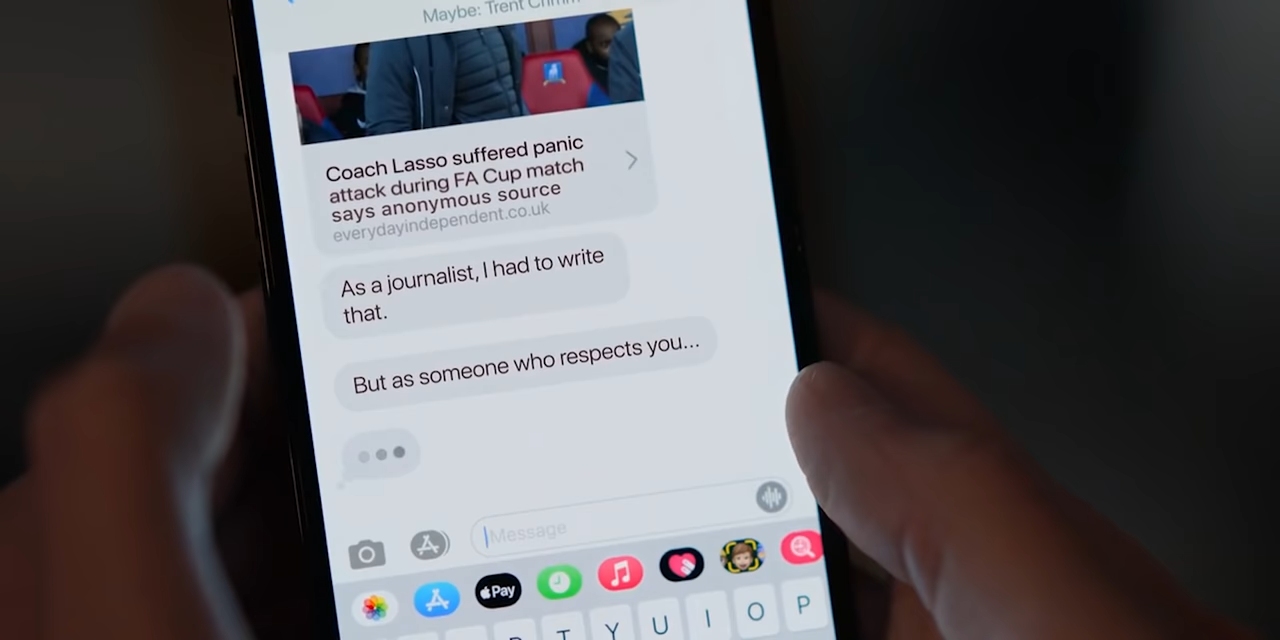 Maybe: Trent Crimm
Coach Lasso suffered panic
attack during FA Cup match
says anonymous source
everydayindependent.co.uk
As a journalist, I had to write
that.
But as someone who respects you...
Message
Pay
T Y U I O P